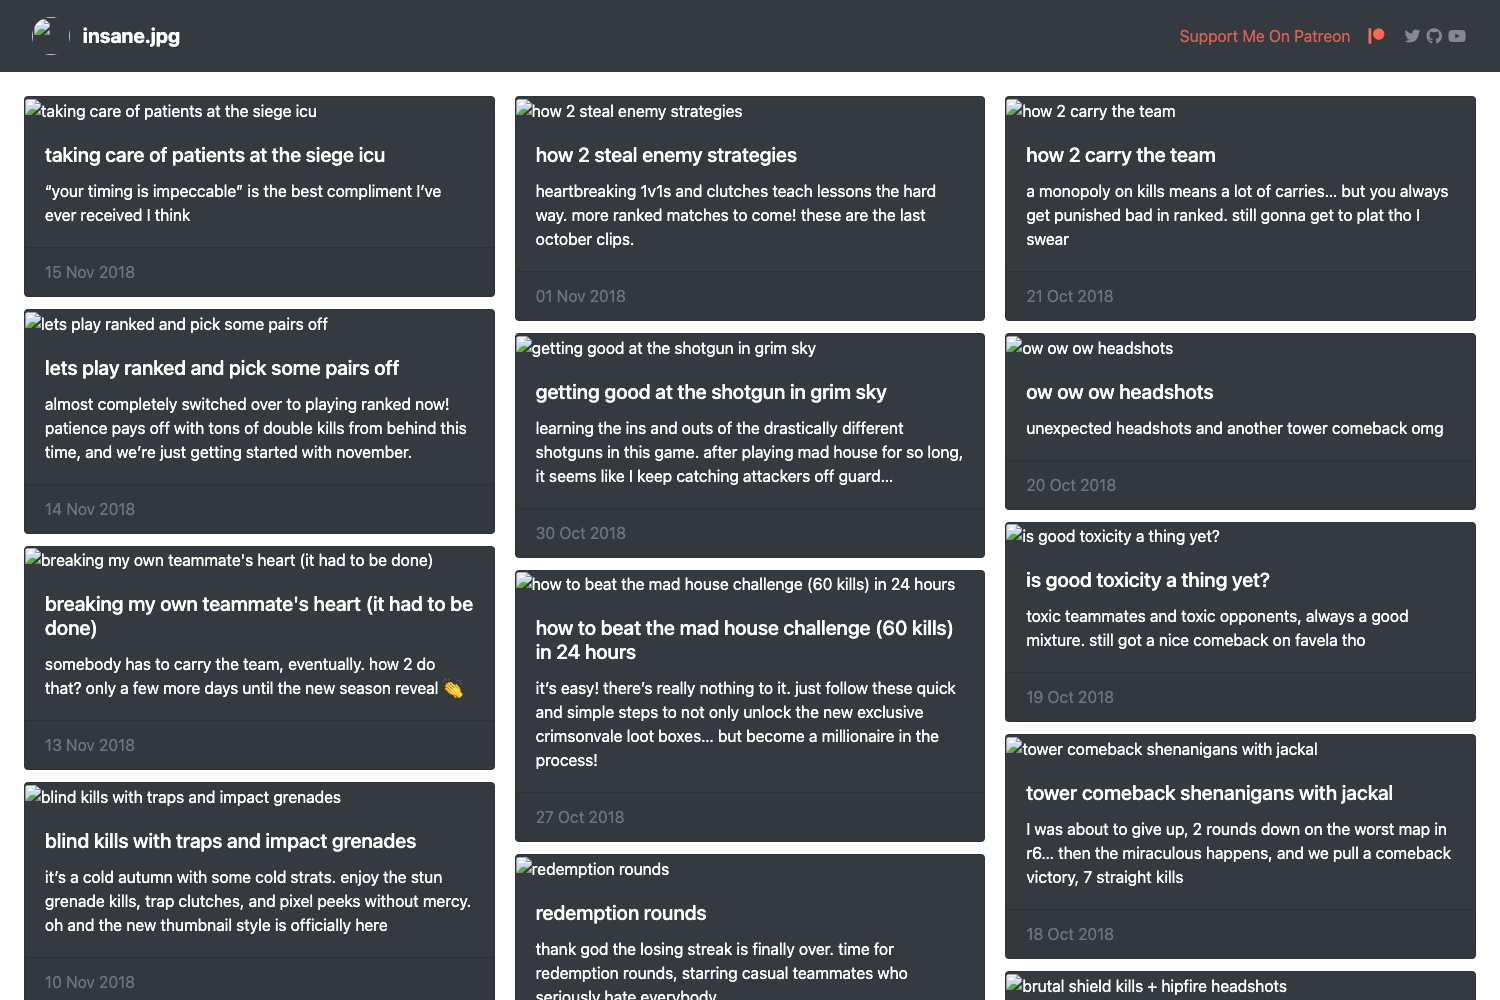 insane.jpg
Support Me On Patreon
taking care of patients at the siege icu
taking care of patients at the siege icu
“your timing is impeccable” is the best compliment I’ve
ever received I think
15 Nov 2018
lets play ranked and pick some pairs off
lets play ranked and pick some pairs off
almost completely switched over to playing ranked now!
patience pays off with tons of double kills from behind this
time, and we’re just getting started with november.
14 Nov 2018
breaking my own teammate's heart (it had to be done)
breaking my own teammate's heart (it had to be
done)
somebody has to carry the team, eventually. how 2 do
that? only a few more days until the new season reveal 👏
13 Nov 2018
blind kills with traps and impact grenades
blind kills with traps and impact grenades
it’s a cold autumn with some cold strats. enjoy the stun
grenade kills, trap clutches, and pixel peeks without mercy.
oh and the new thumbnail style is officially here
10 Nov 2018
how 2 steal enemy strategies
how 2 steal enemy strategies
heartbreaking 1v1s and clutches teach lessons the hard
way. more ranked matches to come! these are the last
october clips.
01 Nov 2018
getting good at the shotgun in grim sky
getting good at the shotgun in grim sky
learning the ins and outs of the drastically different
shotguns in this game. after playing mad house for so long,
it seems like I keep catching attackers off guard...
30 Oct 2018
how to beat the mad house challenge (60 kills) in 24 hours
how to beat the mad house challenge (60 kills)
in 24 hours
it’s easy! there’s really nothing to it. just follow these quick
and simple steps to not only unlock the new exclusive
crimsonvale loot boxes... but become a millionaire in the
process!
27 Oct 2018
redemption rounds
redemption rounds
thank god the losing streak is finally over. time for
redemption rounds, starring casual teammates who
seriously hate everybody
how 2 carry the team
how 2 carry the team
a monopoly on kills means a lot of carries... but you always
get punished bad in ranked. still gonna get to plat tho I
swear
21 Oct 2018
ow ow ow headshots
ow ow ow headshots
unexpected headshots and another tower comeback omg
20 Oct 2018
is good toxicity a thing yet?
is good toxicity a thing yet?
toxic teammates and toxic opponents, always a good
mixture. still got a nice comeback on favela tho
19 Oct 2018
tower comeback shenanigans with jackal
tower comeback shenanigans with jackal
I was about to give up, 2 rounds down on the worst map in
r6... then the miraculous happens, and we pull a comeback
victory, 7 straight kills
18 Oct 2018
brutal shield kills + hipfire headshots